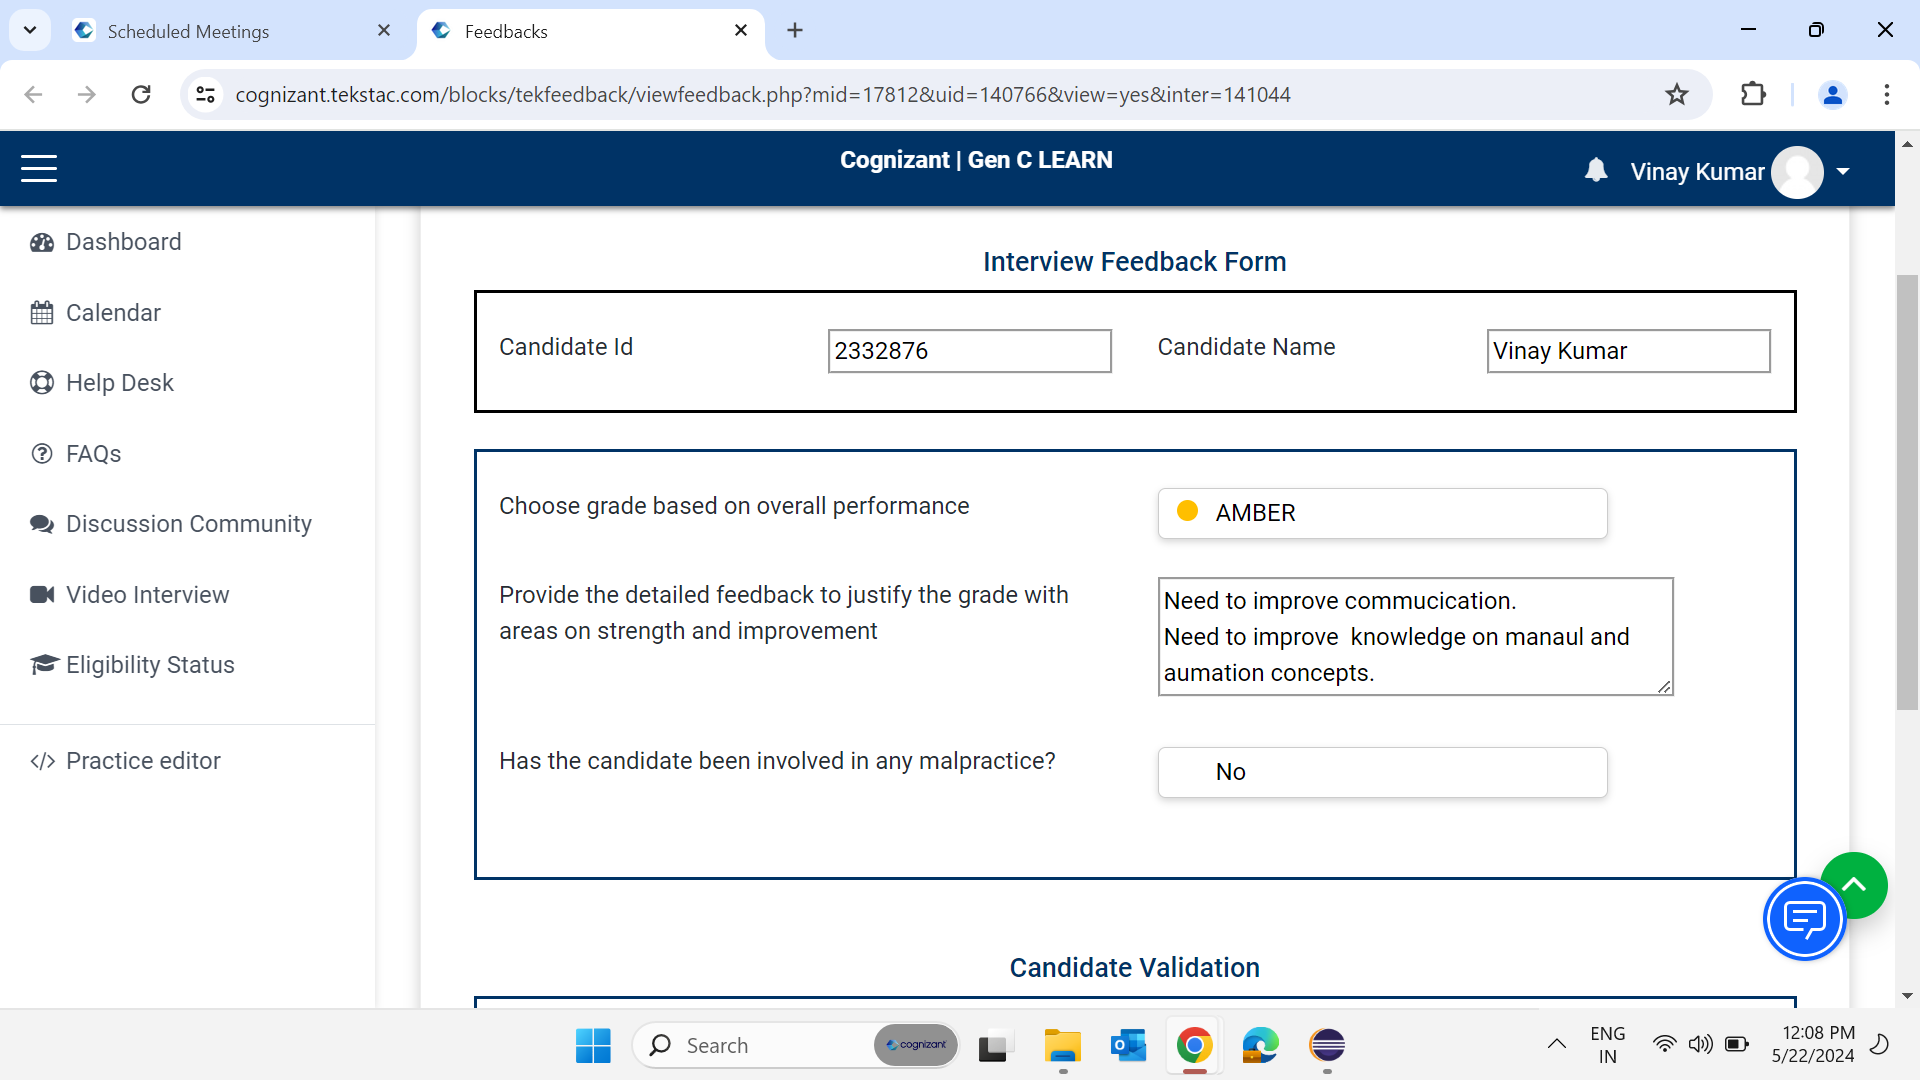 Scheduled Meetings
Feedbacks
cognizant.tekstac.com/blocks/tekfeedback/viewfeedback.php?mid=17812&uid=140766&view=yes&inter=141044
Cognizant | Gen C LEARN
Vinay Kumar
Dashboard
Calendar
Help Desk
FAQs
Discussion Community
Video Interview
Eligibility Status
Practice editor
Interview Feedback Form
Candidate Id
2332876
Candidate Name
Vinay Kumar
Choose grade based on overall performance
AMBER
Provide the detailed feedback to justify the grade with
areas on strength and improvement
Need to improve commucication.
Need to improve  knowledge on manaul and
aumation concepts.
Has the candidate been involved in any malpractice?
No
Candidate Validation
Search
cognizant
ENG
IN
12:08 PM
5/22/2024